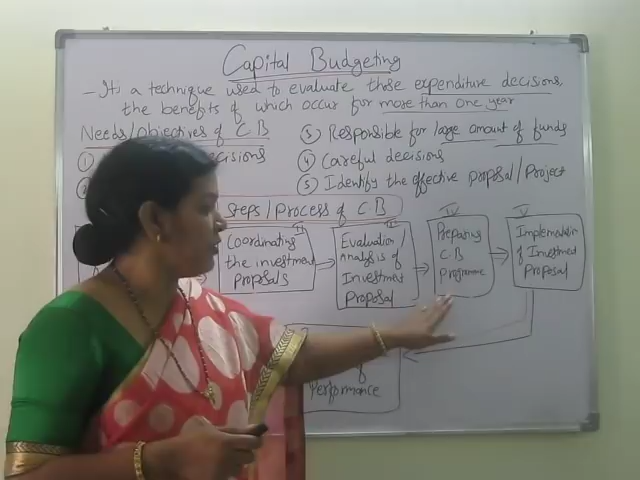 Capital Budgeting
- It is a technique used to evaluate those expenditure decisions,
the benefits of which occur for more than one year
Needs/Objectives of C B
① decisions
③ Responsible for large amount of funds
④ Careful decisions
⑤ Identify the effective proposal/Project
Steps/Process of C B
II
Coordinating
the investment
Proposals
III
Evaluation/
Analysis of
Investment
Proposal
IV
Preparing
C.B
programme
V
Implementation
of Investment
Proposal
of
Performance